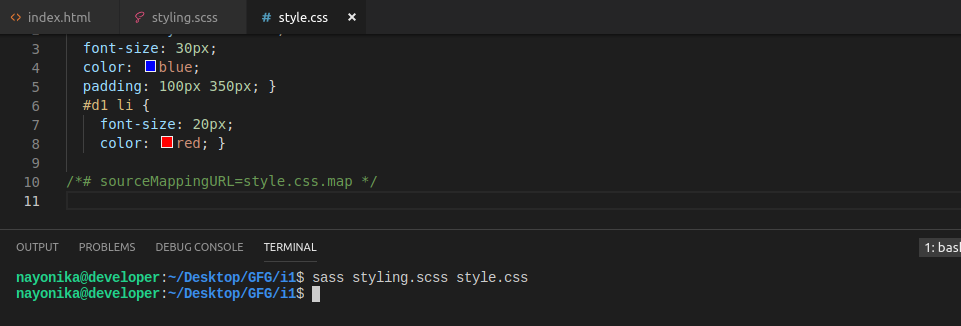 index.html styling.scss style.css ×
3 font-size: 30px;
4 color: blue;
5 padding: 100px 350px; }
6 #d1 li {
7 font-size: 20px;
8 color: red; }
9
10 /*# sourceMappingURL=style.css.map */
11
OUTPUT PROBLEMS DEBUG CONSOLE TERMINAL 1: bas
nayonika@developer:~/Desktop/GFG/i1$ sass styling.scss style.css
nayonika@developer:~/Desktop/GFG/i1$